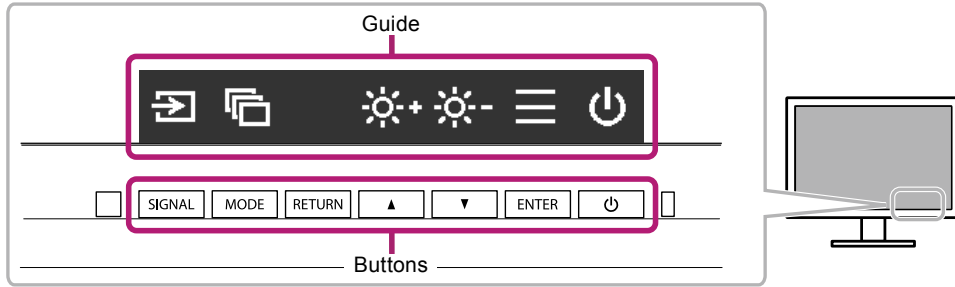 Guide
SIGNAL MODE RETURN ▲ ▼ ENTER
Buttons